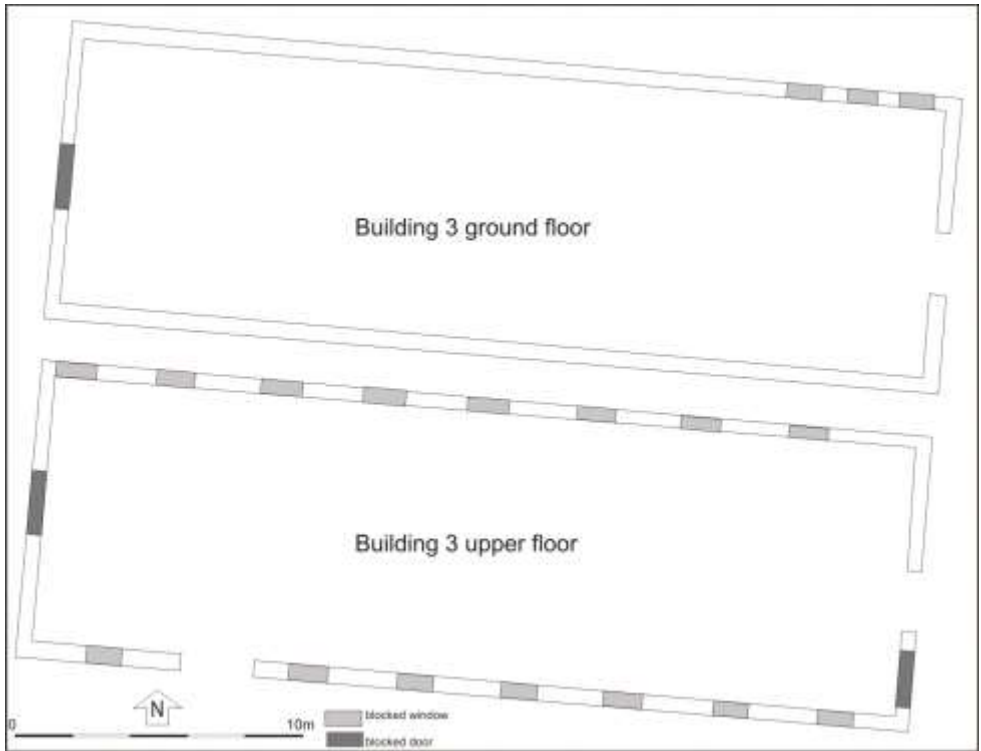 Building 3 ground floor
Building 3 upper floor
N
0
10m
blocked window
blocked door